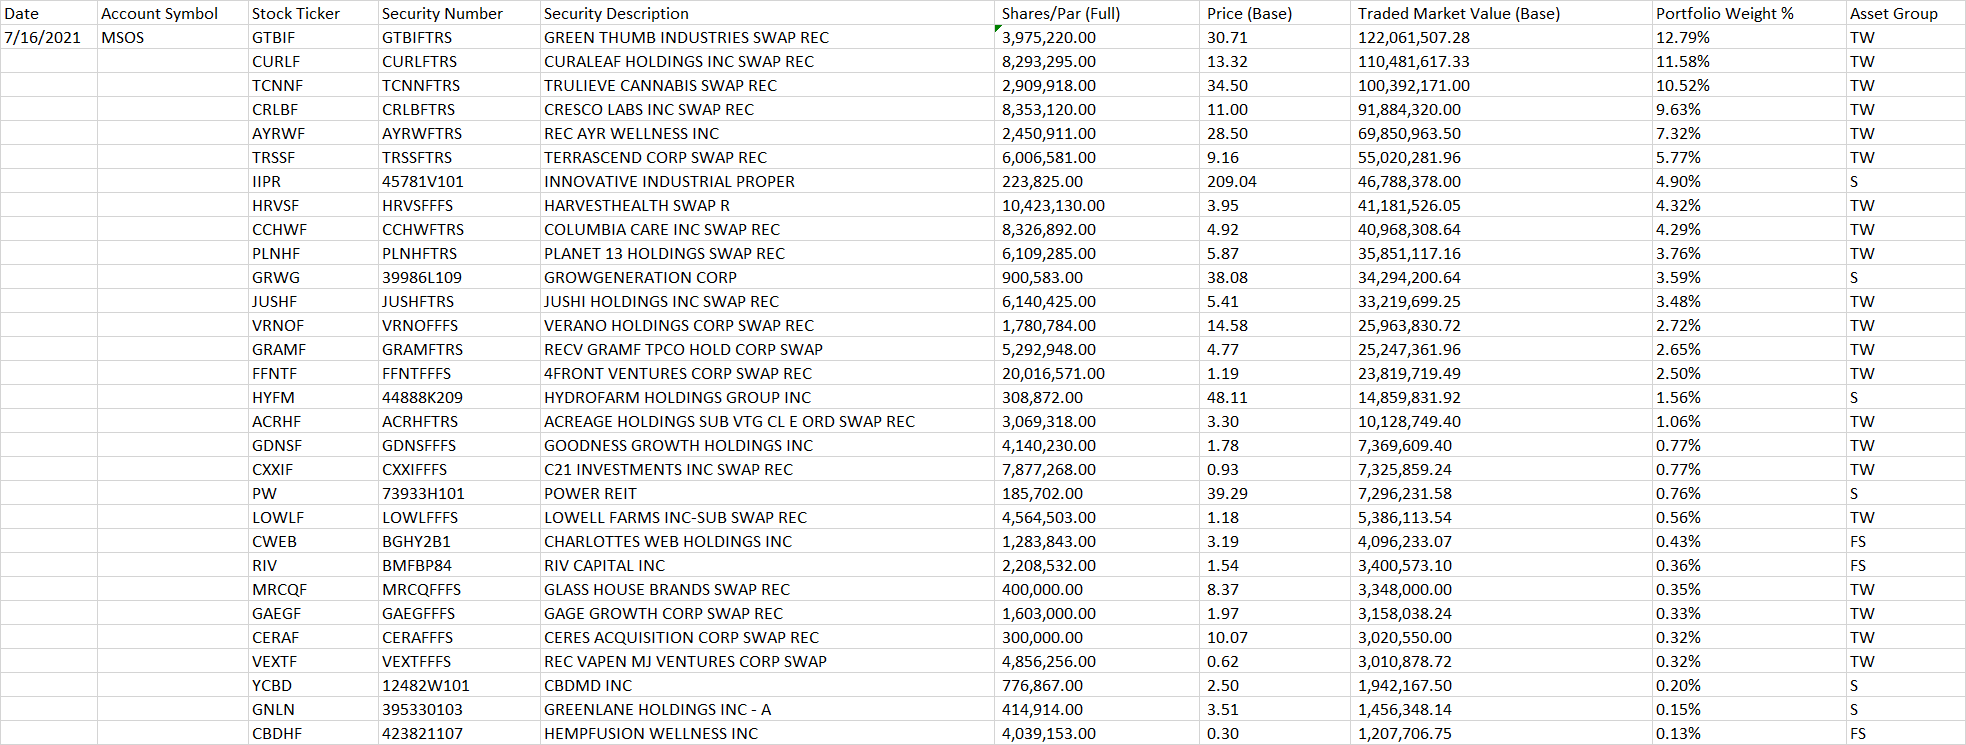 Date Account Symbol Stock Ticker Security Number Security Description Shares/Par (Full) Price (Base) Traded Market Value (Base) Portfolio Weight % Asset Group
7/16/2021 MSOS GTBIF GTBIFTRS GREEN THUMB INDUSTRIES SWAP REC 3,975,220.00 30.71 122,061,507.28 12.79% TW
CURLF CURLFTRS CURALEAF HOLDINGS INC SWAP REC 8,293,295.00 13.32 110,481,617.33 11.58% TW
TCNNF TCNNFTRS TRULIEVE CANNABIS SWAP REC 2,909,918.00 34.50 100,392,171.00 10.52% TW
CRLBF CRLBFTRS CRESCO LABS INC SWAP REC 8,353,120.00 11.00 91,884,320.00 9.63% TW
AYRWF AYRWFTRS REC AYR WELLNESS INC 2,450,911.00 28.50 69,850,963.50 7.32% TW
TRSSF TRSSFTRS TERRASCEND CORP SWAP REC 6,006,581.00 9.16 55,020,281.96 5.77% TW
IIPR 45781V101 INNOVATIVE INDUSTRIAL PROPER 223,825.00 209.04 46,788,378.00 4.90% S
HRVSF HRVSFFFS HARVESTHEALTH SWAP R 10,423,130.00 3.95 41,181,526.05 4.32% TW
CCHWF CCHWFTRS COLUMBIA CARE INC SWAP REC 8,326,892.00 4.92 40,968,308.64 4.29% TW
PLNHF PLNHFTRS PLANET 13 HOLDINGS SWAP REC 6,109,285.00 5.87 35,851,117.16 3.76% TW
GRWG 39986L109 GROWGENERATION CORP 900,583.00 38.08 34,294,200.64 3.59% S
JUSHF JUSHFTRS JUSHI HOLDINGS INC SWAP REC 6,140,425.00 5.41 33,219,699.25 3.48% TW
VRNOF VRNOFFFS VERANO HOLDINGS CORP SWAP REC 1,780,784.00 14.58 25,963,830.72 2.72% TW
GRAMF GRAMFTRS RECV GRAMF TPCO HOLD CORP SWAP 5,292,948.00 4.77 25,247,361.96 2.65% TW
FFNTF FFNTFFFS 4FRONT VENTURES CORP SWAP REC 20,016,571.00 1.19 23,819,719.49 2.50% TW
HYFM 44888K209 HYDROFARM HOLDINGS GROUP INC 308,872.00 48.11 14,859,831.92 1.56% S
ACRHF ACRHFTRS ACREAGE HOLDINGS SUB VTG CL E ORD SWAP REC 3,069,318.00 3.30 10,128,749.40 1.06% TW
GDNSF GDNSFFFS GOODNESS GROWTH HOLDINGS INC 4,140,230.00 1.78 7,369,609.40 0.77% TW
CXXIF CXXIFFFS C21 INVESTMENTS INC SWAP REC 7,877,268.00 0.93 7,325,859.24 0.77% TW
PW 73933H101 POWER REIT 185,702.00 39.29 7,296,231.58 0.76% S
LOWLF LOWLFFFS LOWELL FARMS INC-SUB SWAP REC 4,564,503.00 1.18 5,386,113.54 0.56% TW
CWEB BGHY2B1 CHARLOTTES WEB HOLDINGS INC 1,283,843.00 3.19 4,096,233.07 0.43% FS
RIV BMFBP84 RIV CAPITAL INC 2,208,532.00 1.54 3,400,573.10 0.36% FS
MRCQF MRCQFFFS GLASS HOUSE BRANDS SWAP REC 400,000.00 8.37 3,348,000.00 0.35% TW
GAEGF GAEGFFFS GAGE GROWTH CORP SWAP REC 1,603,000.00 1.97 3,158,038.24 0.33% TW
CERAF CERAFFFS CERES ACQUISITION CORP SWAP REC 300,000.00 10.07 3,020,550.00 0.32% TW
VEXTF VEXTFFFS REC VAPEN MJ VENTURES CORP SWAP 4,856,256.00 0.62 3,010,878.72 0.32% TW
YCBD 12482W101 CBDMD INC 776,867.00 2.50 1,942,167.50 0.20% S
GNLN 395330103 GREENLANE HOLDINGS INC - A 414,914.00 3.51 1,456,348.14 0.15% S
CBDHF 423821107 HEMPFUSION WELLNESS INC 4,039,153.00 0.30 1,207,706.75 0.13% FS